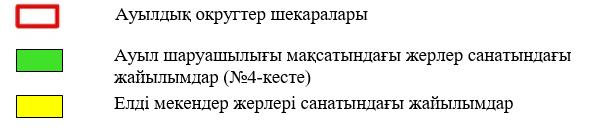 Ауылдық округтер шекаралары
Ауыл шаруашылығы мақсатындағы жерлер санатындағы
жайылымдар (№4-кесте)
Елді мекендер жерлері санатындағы жайылымдар